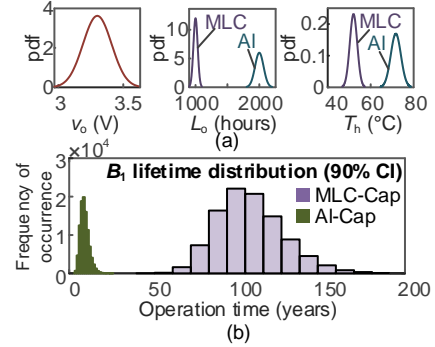 4
2
0
pdf
3
3.5
v_o (V)
10
5
0
pdf
MLC
Al
1000
2000
L_o (hours)
0.2
0.1
0
pdf
MLC
Al
40
60
80
T_h (°C)
(a)
3×10^4
2
1
0
Frequency of
occurrence
B_1 lifetime distribution (90% CI)
MLC-Cap
Al-Cap
0
50
100
150
200
Operation time (years)
(b)